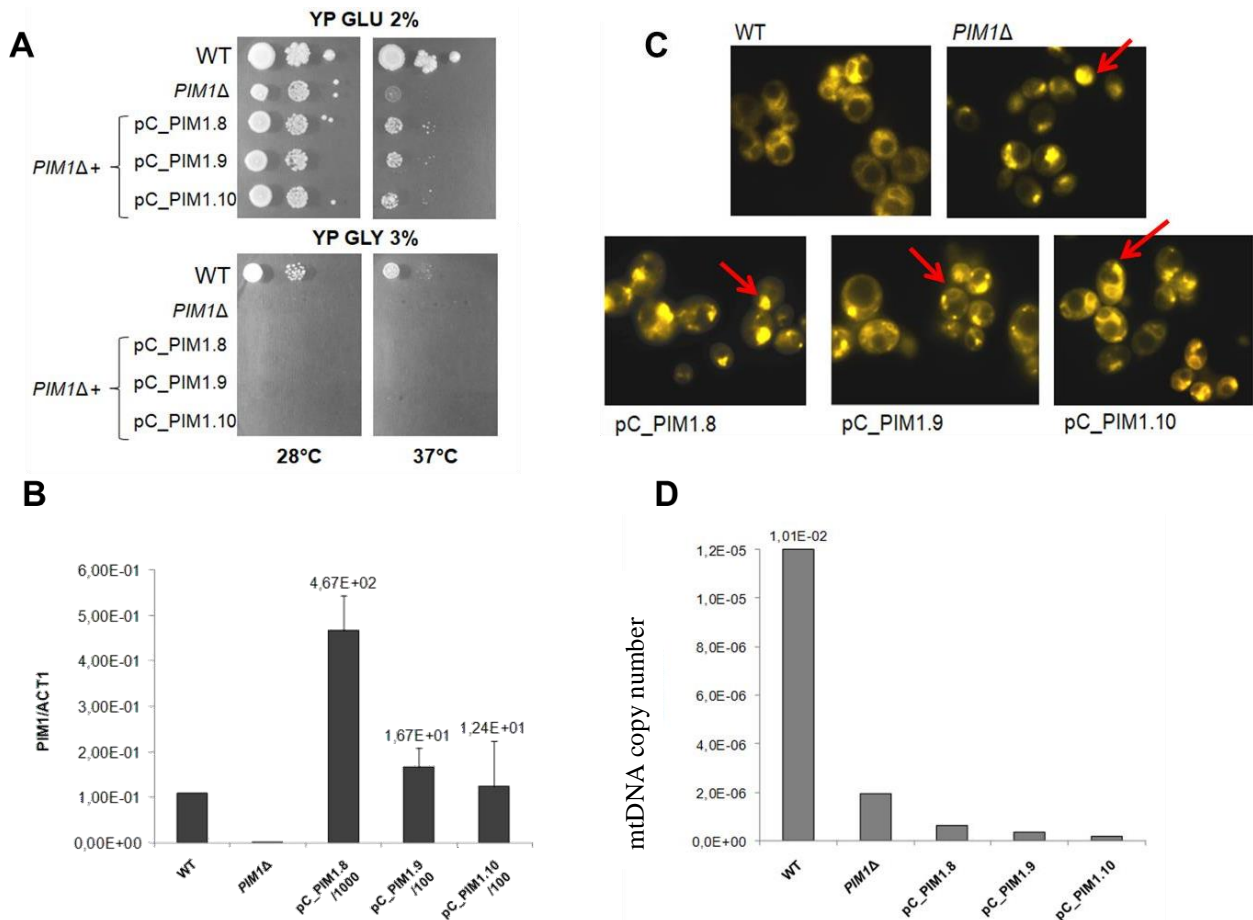 A
YP GLU 2%
WT
PIM1Δ
PIM1Δ+
pC_PIM1.8
pC_PIM1.9
pC_PIM1.10
YP GLY 3%
WT
PIM1Δ
PIM1Δ+
pC_PIM1.8
pC_PIM1.9
pC_PIM1.10
28°C 37°C
C
WT PIM1Δ
pC_PIM1.8 pC_PIM1.9 pC_PIM1.10
B
PIM1/ACT1
6,00E-01
5,00E-01
4,00E-01
3,00E-01
2,00E-01
1,00E-01
0,00E+00
4,67E+02
1,67E+01
1,24E+01
WT
PIM1Δ
pC_PIM1.8
/1000
pC_PIM1.9
/100
pC_PIM1.10
/100
D
mtDNA copy number
1,2E-05
1,0E-05
8,0E-06
6,0E-06
4,0E-06
2,0E-06
0,0E+00
1,01E-02
WT
PIM1Δ
pC_PIM1.8
pC_PIM1.9
pC_PIM1.10